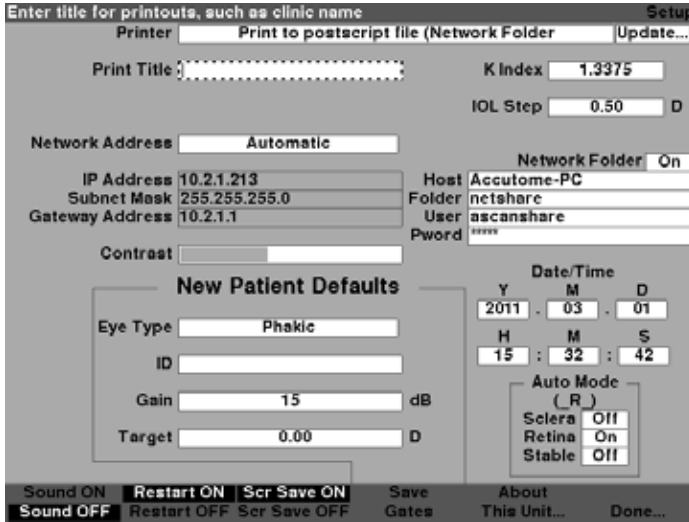 Enter title for printouts, such as clinic name Setup
Printer Print to postscript file (Network Folder Update...
Print Title K Index 1.3375
IOL Step 0.50 D
Network Address Automatic
Network Folder On
IP Address 10.2.1.213 Host Accutome-PC
Subnet Mask 255.255.255.0 Folder netshare
Gateway Address 10.2.1.1 User ascanshare
Pword *****
Contrast
Date/Time
New Patient Defaults
Y M D
2011 . 03 . 01
Eye Type Phakic
H M S
15 : 32 : 42
ID
Auto Mode
(_R_)
Gain 15 dB
Sclera Off
Retina On
Target 0.00 D
Stable Off
Sound ON Restart ON Scr Save ON Save About
Sound OFF Restart OFF Scr Save OFF Gates This Unit... Done...